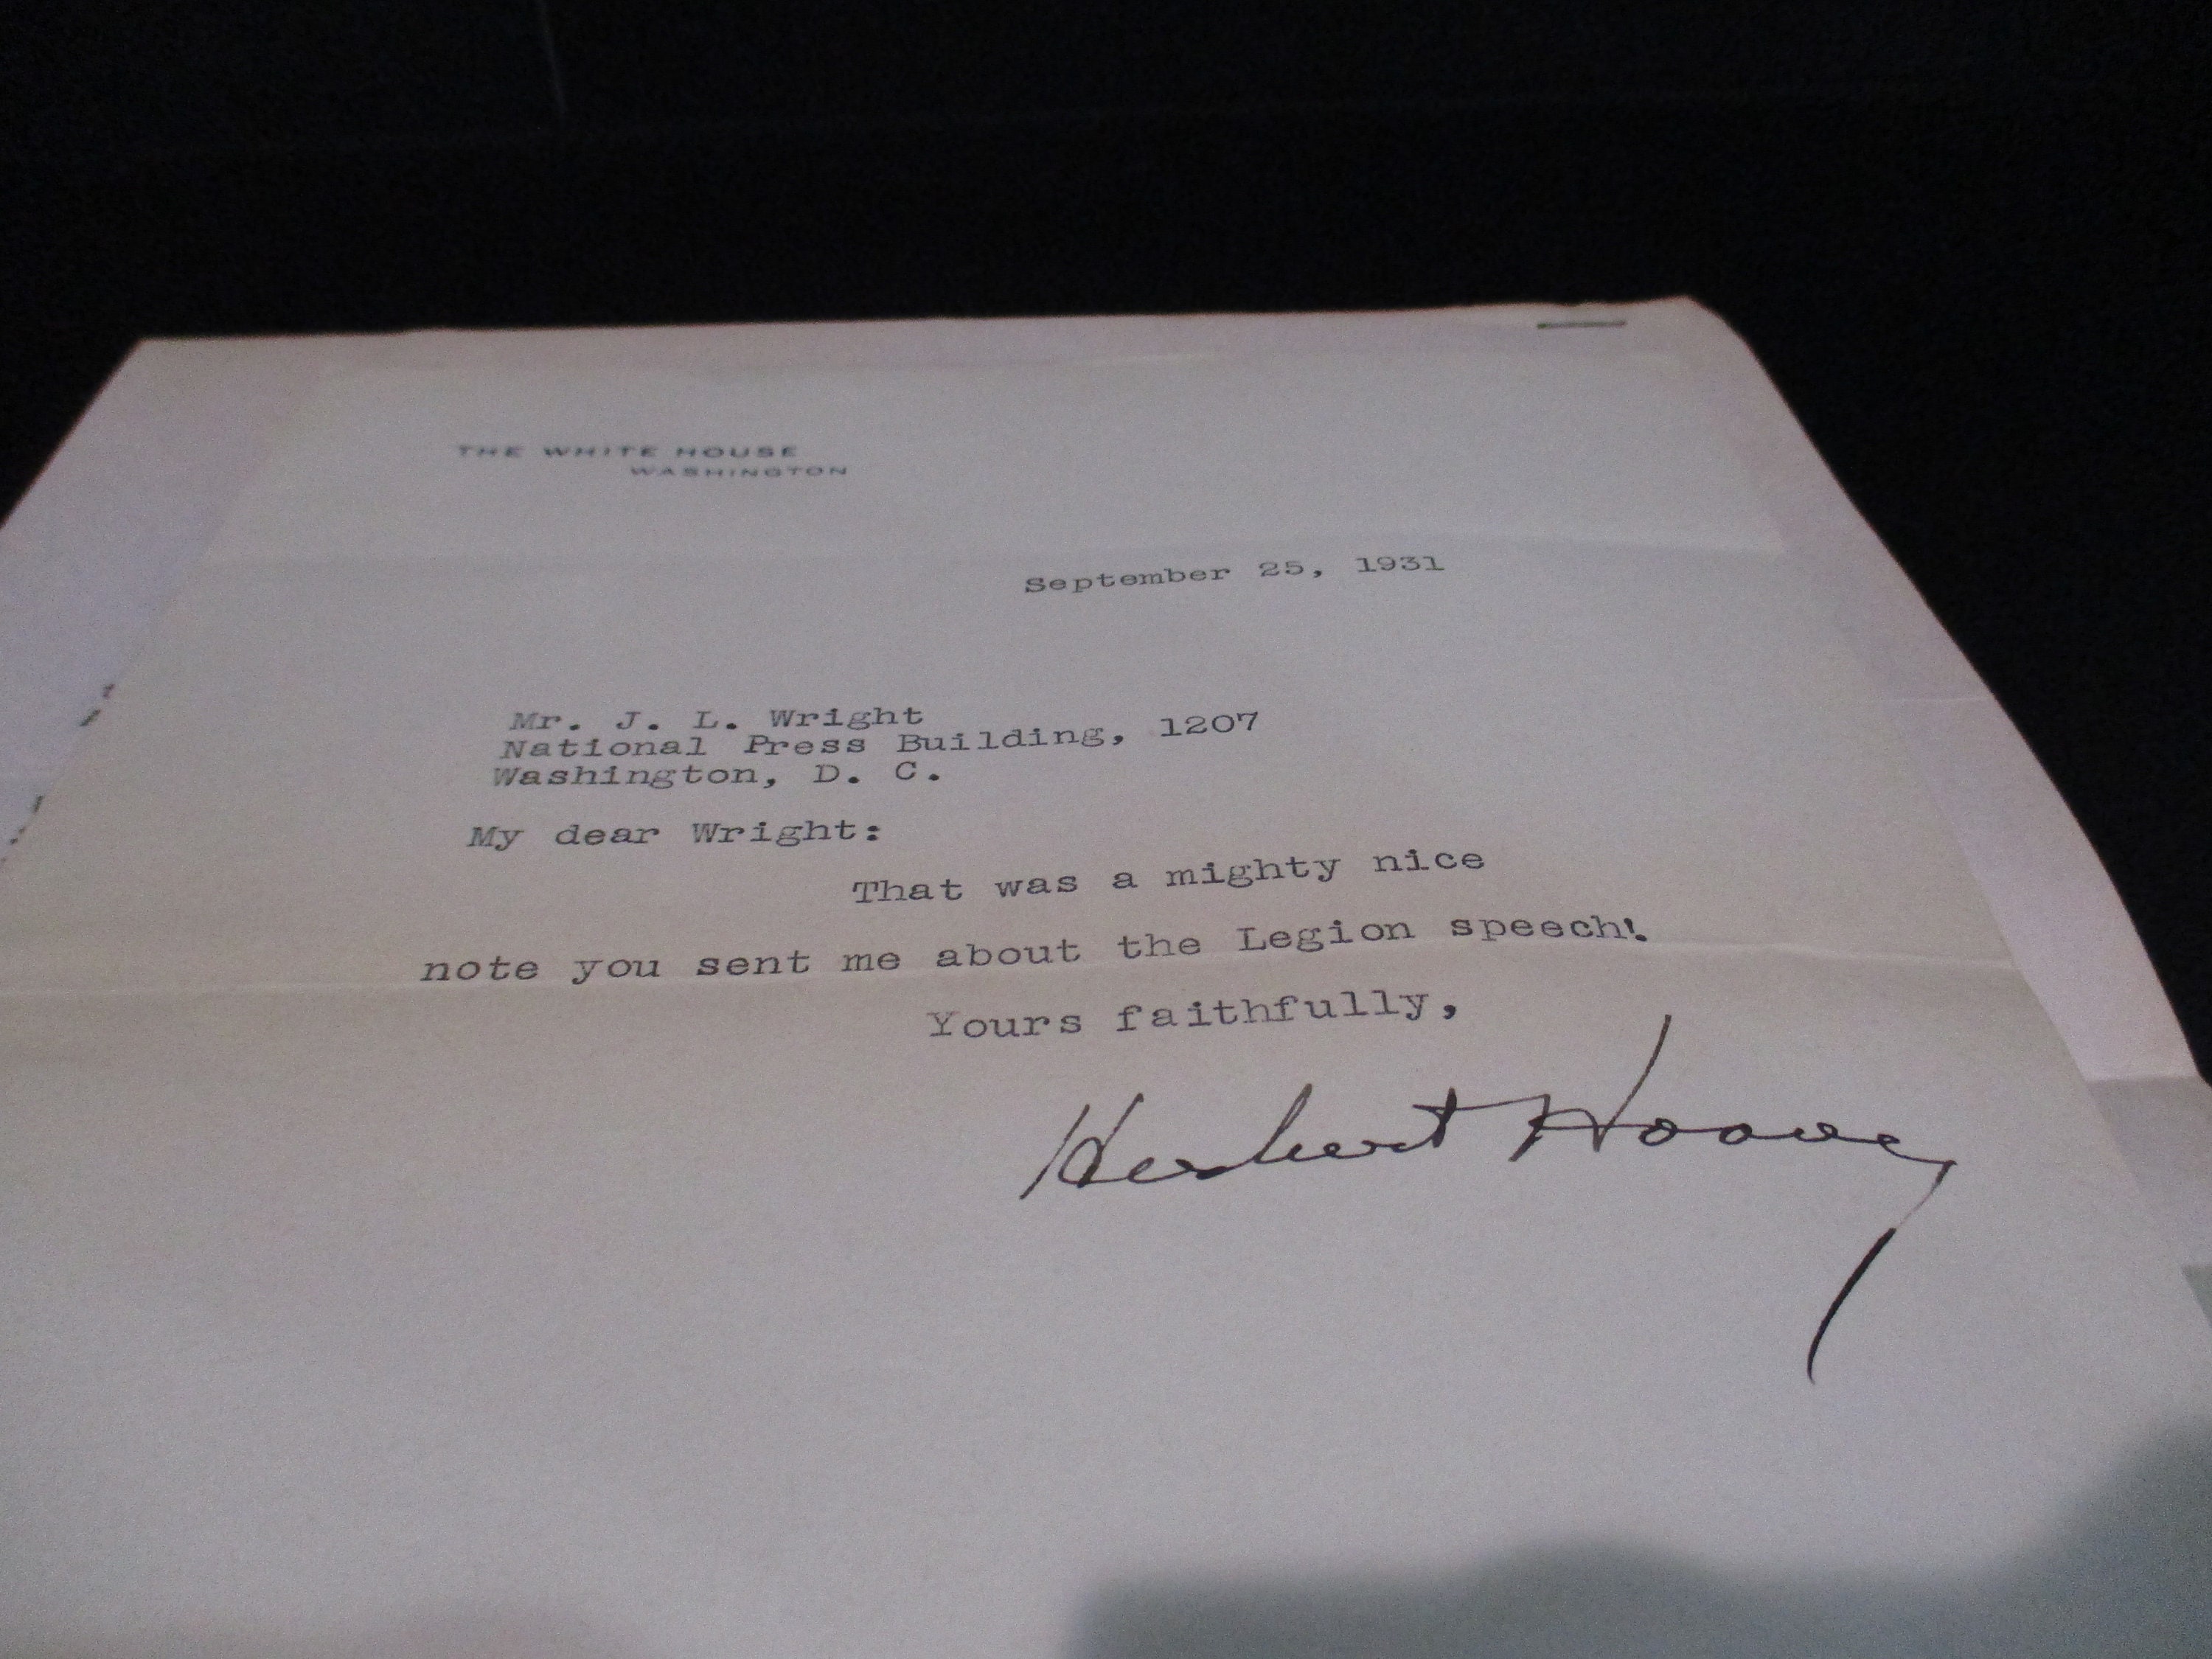 THE WHITE HOUSE
WASHINGTON
September 25, 1931
Mr. J. L. Wright
National Press Building, 1207
Washington, D. C.
My dear Wright:
That was a mighty nice
note you sent me about the Legion speech!
Yours faithfully,
Herbert Hoover